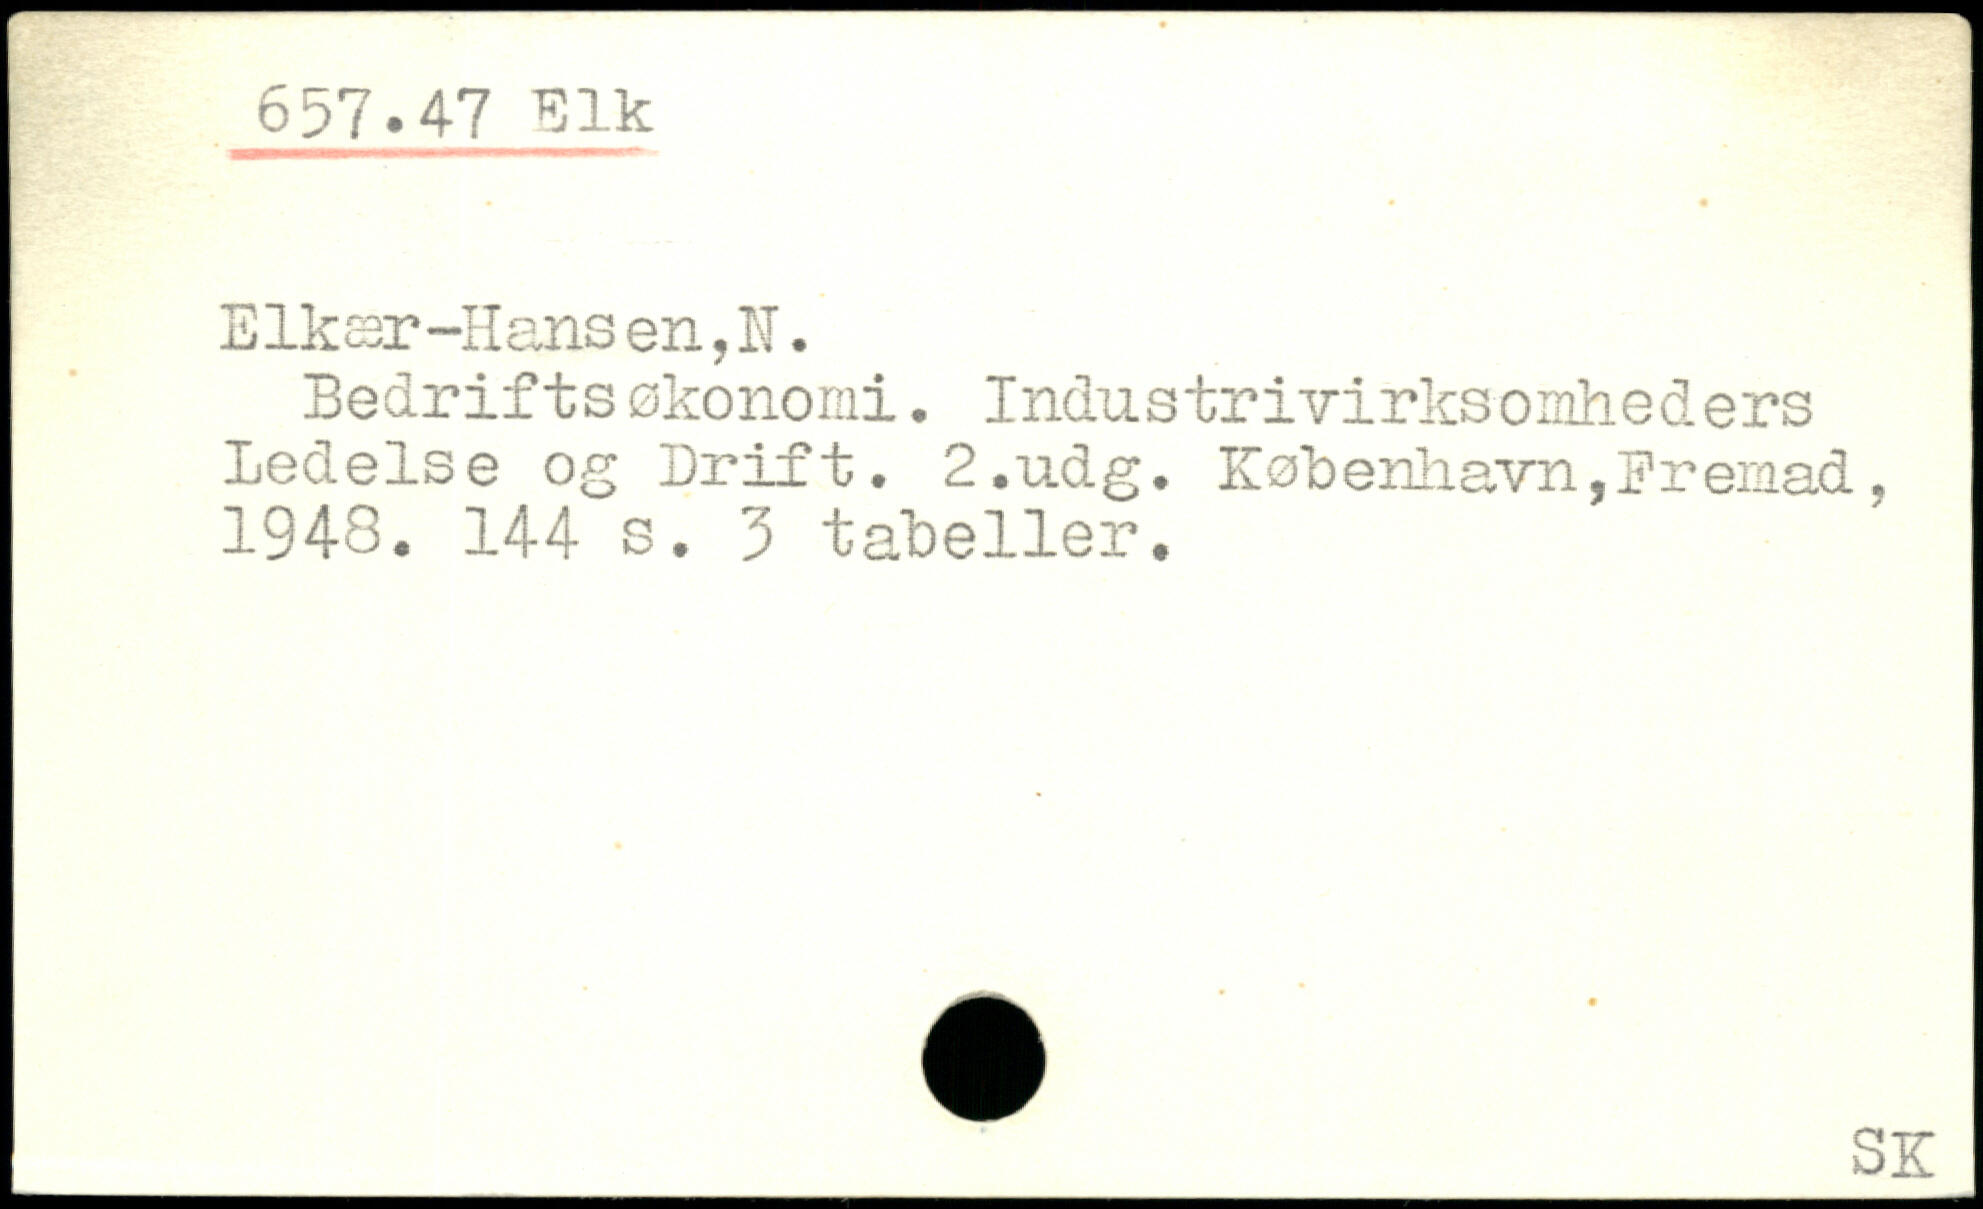 657.47 Elk
Elkær-Hansen,N.
Bedriftsøkonomi. Industrivirksomheders
Ledelse og Drift. 2.udg. København,Fremad,
1948. 144 s. 3 tabeller.
SK